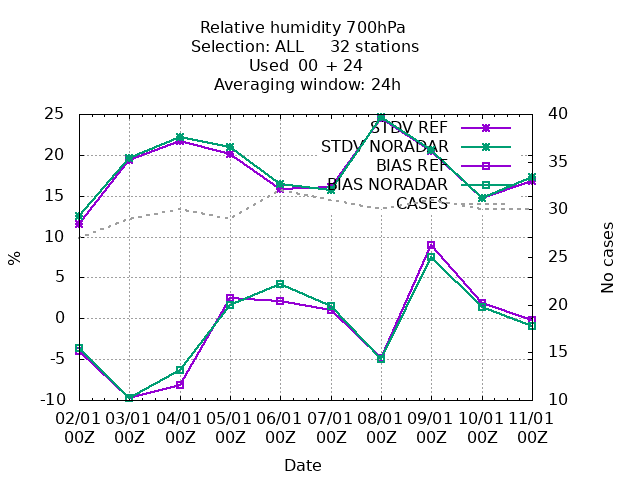 Relative humidity 700hPa
Selection: ALL     32 stations
Used  00 + 24
Averaging window: 24h
STDV REF
STDV NORADAR
BIAS REF
BIAS NORADAR
CASES
25
20
15
10
5
0
-5
-10
40
35
30
25
20
15
10
%
No cases
02/01 03/01 04/01 05/01 06/01 07/01 08/01 09/01 10/01 11/01
00Z 00Z 00Z 00Z 00Z 00Z 00Z 00Z 00Z 00Z
Date